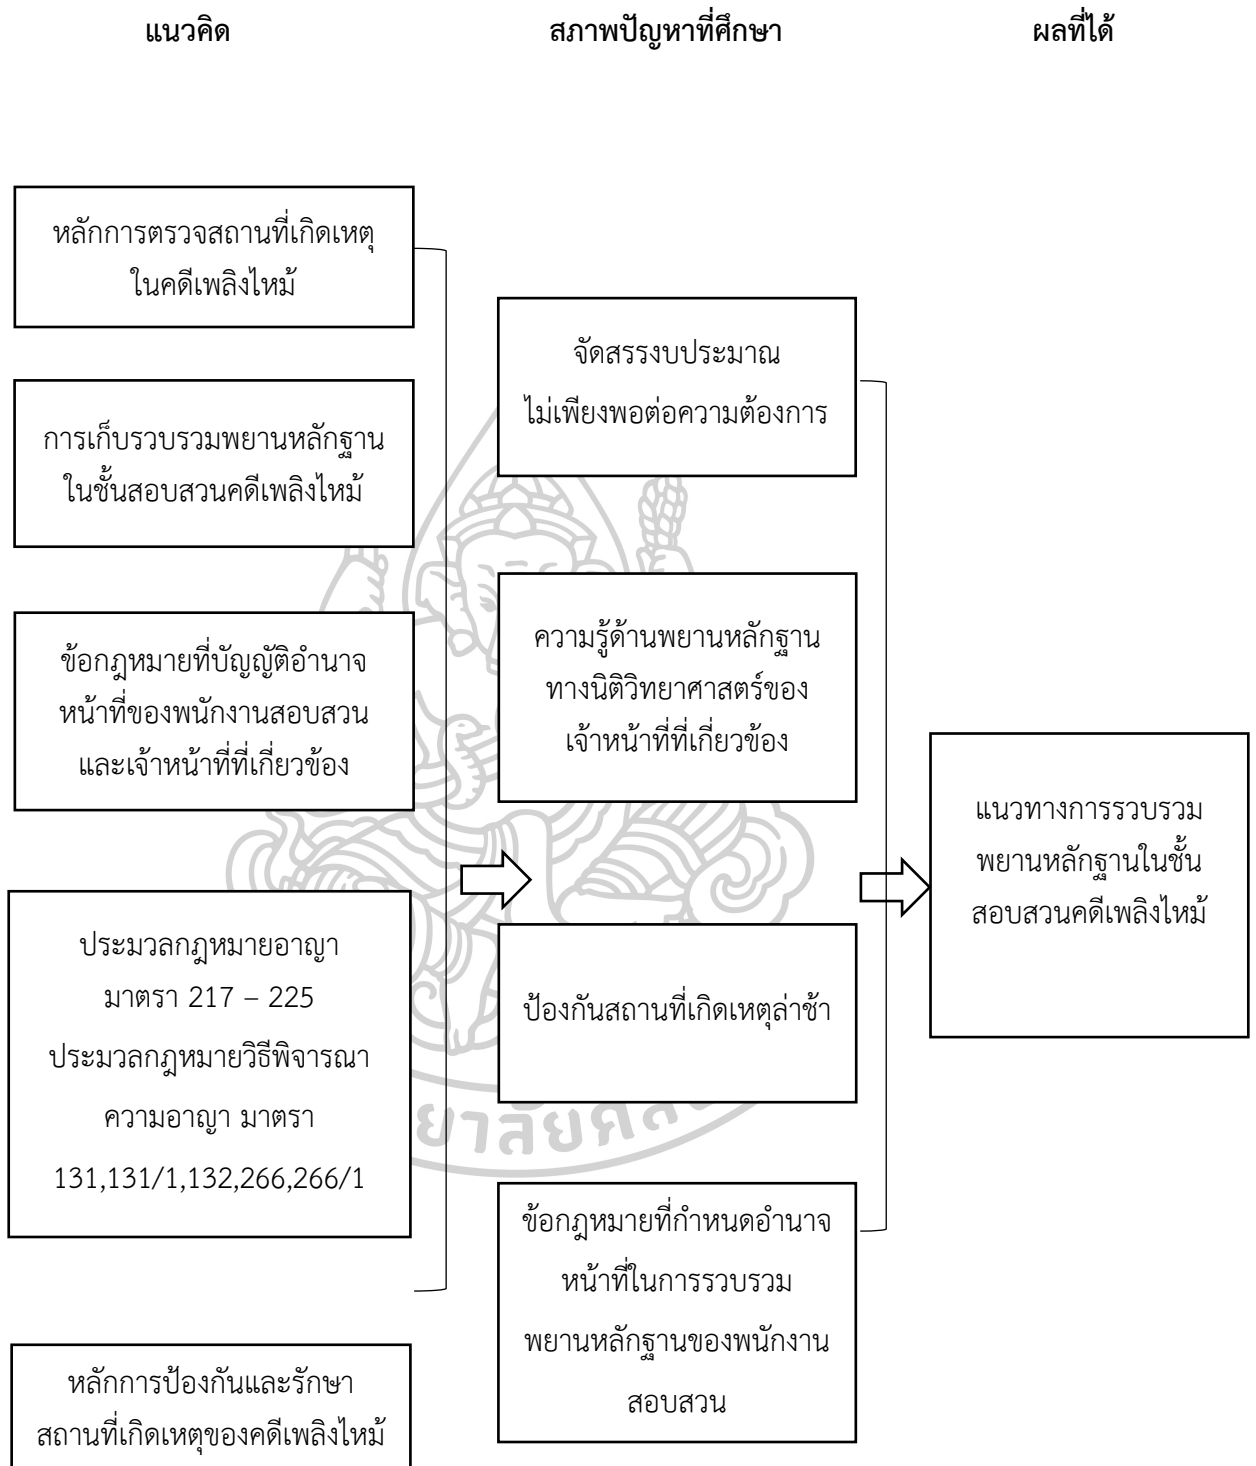 แนวคิด
สภาพปัญหาที่ศึกษา
ผลที่ได้
หลักการตรวจสถานที่เกิดเหตุ
ในคดีเพลิงไหม้
การเก็บรวบรวมพยานหลักฐาน
ในชั้นสอบสวนคดีเพลิงไหม้
ข้อกฎหมายที่บัญญัติอำนาจ
หน้าที่ของพนักงานสอบสวน
และเจ้าหน้าที่ที่เกี่ยวข้อง
ประมวลกฎหมายอาญา
มาตรา 217 – 225
ประมวลกฎหมายวิธีพิจารณา
ความอาญา มาตรา
131,131/1,132,266,266/1
หลักการป้องกันและรักษา
สถานที่เกิดเหตุของคดีเพลิงไหม้
จัดสรรงบประมาณ
ไม่เพียงพอต่อความต้องการ
ความรู้ด้านพยานหลักฐาน
ทางนิติวิทยาศาสตร์ของ
เจ้าหน้าที่ที่เกี่ยวข้อง
ป้องกันสถานที่เกิดเหตุล่าช้า
ข้อกฎหมายที่กำหนดอำนาจ
หน้าที่ในการรวบรวม
พยานหลักฐานของพนักงาน
สอบสวน
แนวทางการรวบรวม
พยานหลักฐานในชั้น
สอบสวนคดีเพลิงไหม้